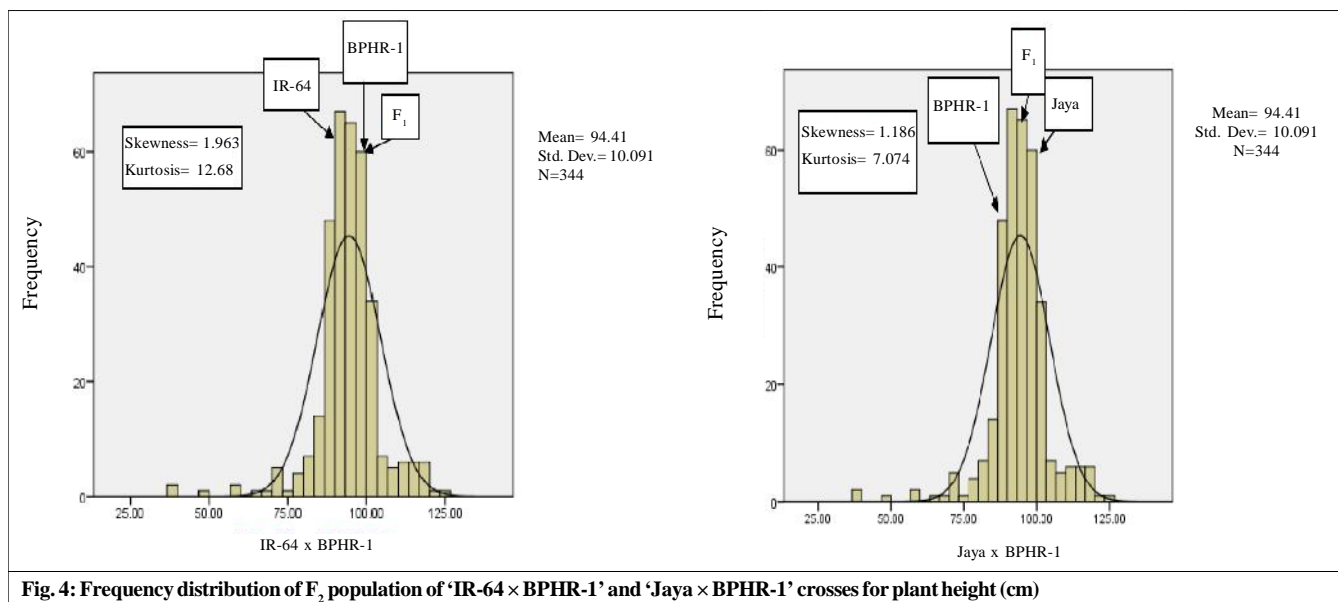 BPHR-1
IR-64
F1
Skewness= 1.963
Kurtosis= 12.68
Mean= 94.41
Std. Dev.= 10.091
N=344
Frequency
60
40
20
0
25.00 50.00 75.00 100.00 125.00
IR-64 x BPHR-1
F1
BPHR-1
Jaya
Skewness= 1.186
Kurtosis= 7.074
Mean= 94.41
Std. Dev.= 10.091
N=344
Frequency
60
40
20
0
25.00 50.00 75.00 100.00 125.00
Jaya x BPHR-1
Fig. 4: Frequency distribution of F2 population of ‘IR-64 × BPHR-1’ and ‘Jaya × BPHR-1’ crosses for plant height (cm)